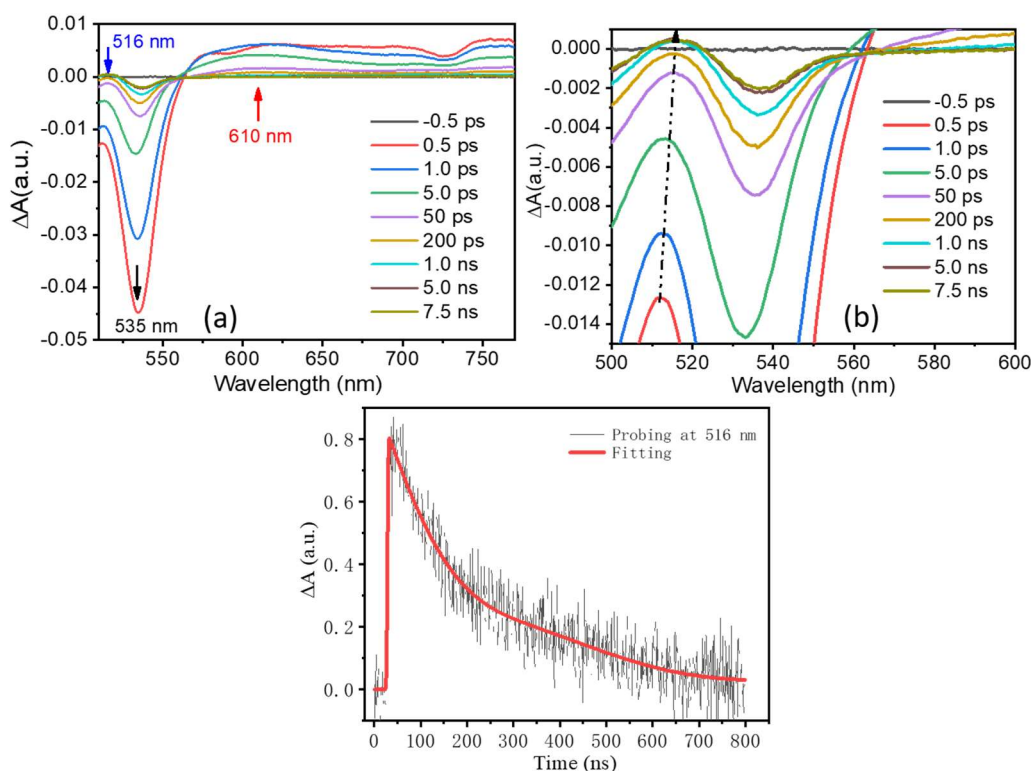 516 nm
610 nm
535 nm
(a)
-0.5 ps
0.5 ps
1.0 ps
5.0 ps
50 ps
200 ps
1.0 ns
5.0 ns
7.5 ns
0.01
0.00
-0.01
-0.02
-0.03
-0.04
-0.05
ΔA(a.u.)
550
600
650
700
750
Wavelength (nm)
(b)
-0.5 ps
0.5 ps
1.0 ps
5.0 ps
50 ps
200 ps
1.0 ns
5.0 ns
7.5 ns
0.000
-0.002
-0.004
-0.006
-0.008
-0.010
-0.012
-0.014
ΔA(a.u.)
500
520
540
560
580
600
Wavelength (nm)
Probing at 516 nm
Fitting
0.8
0.6
0.4
0.2
0.0
ΔA (a.u.)
0
100
200
300
400
500
600
700
800
Time (ns)